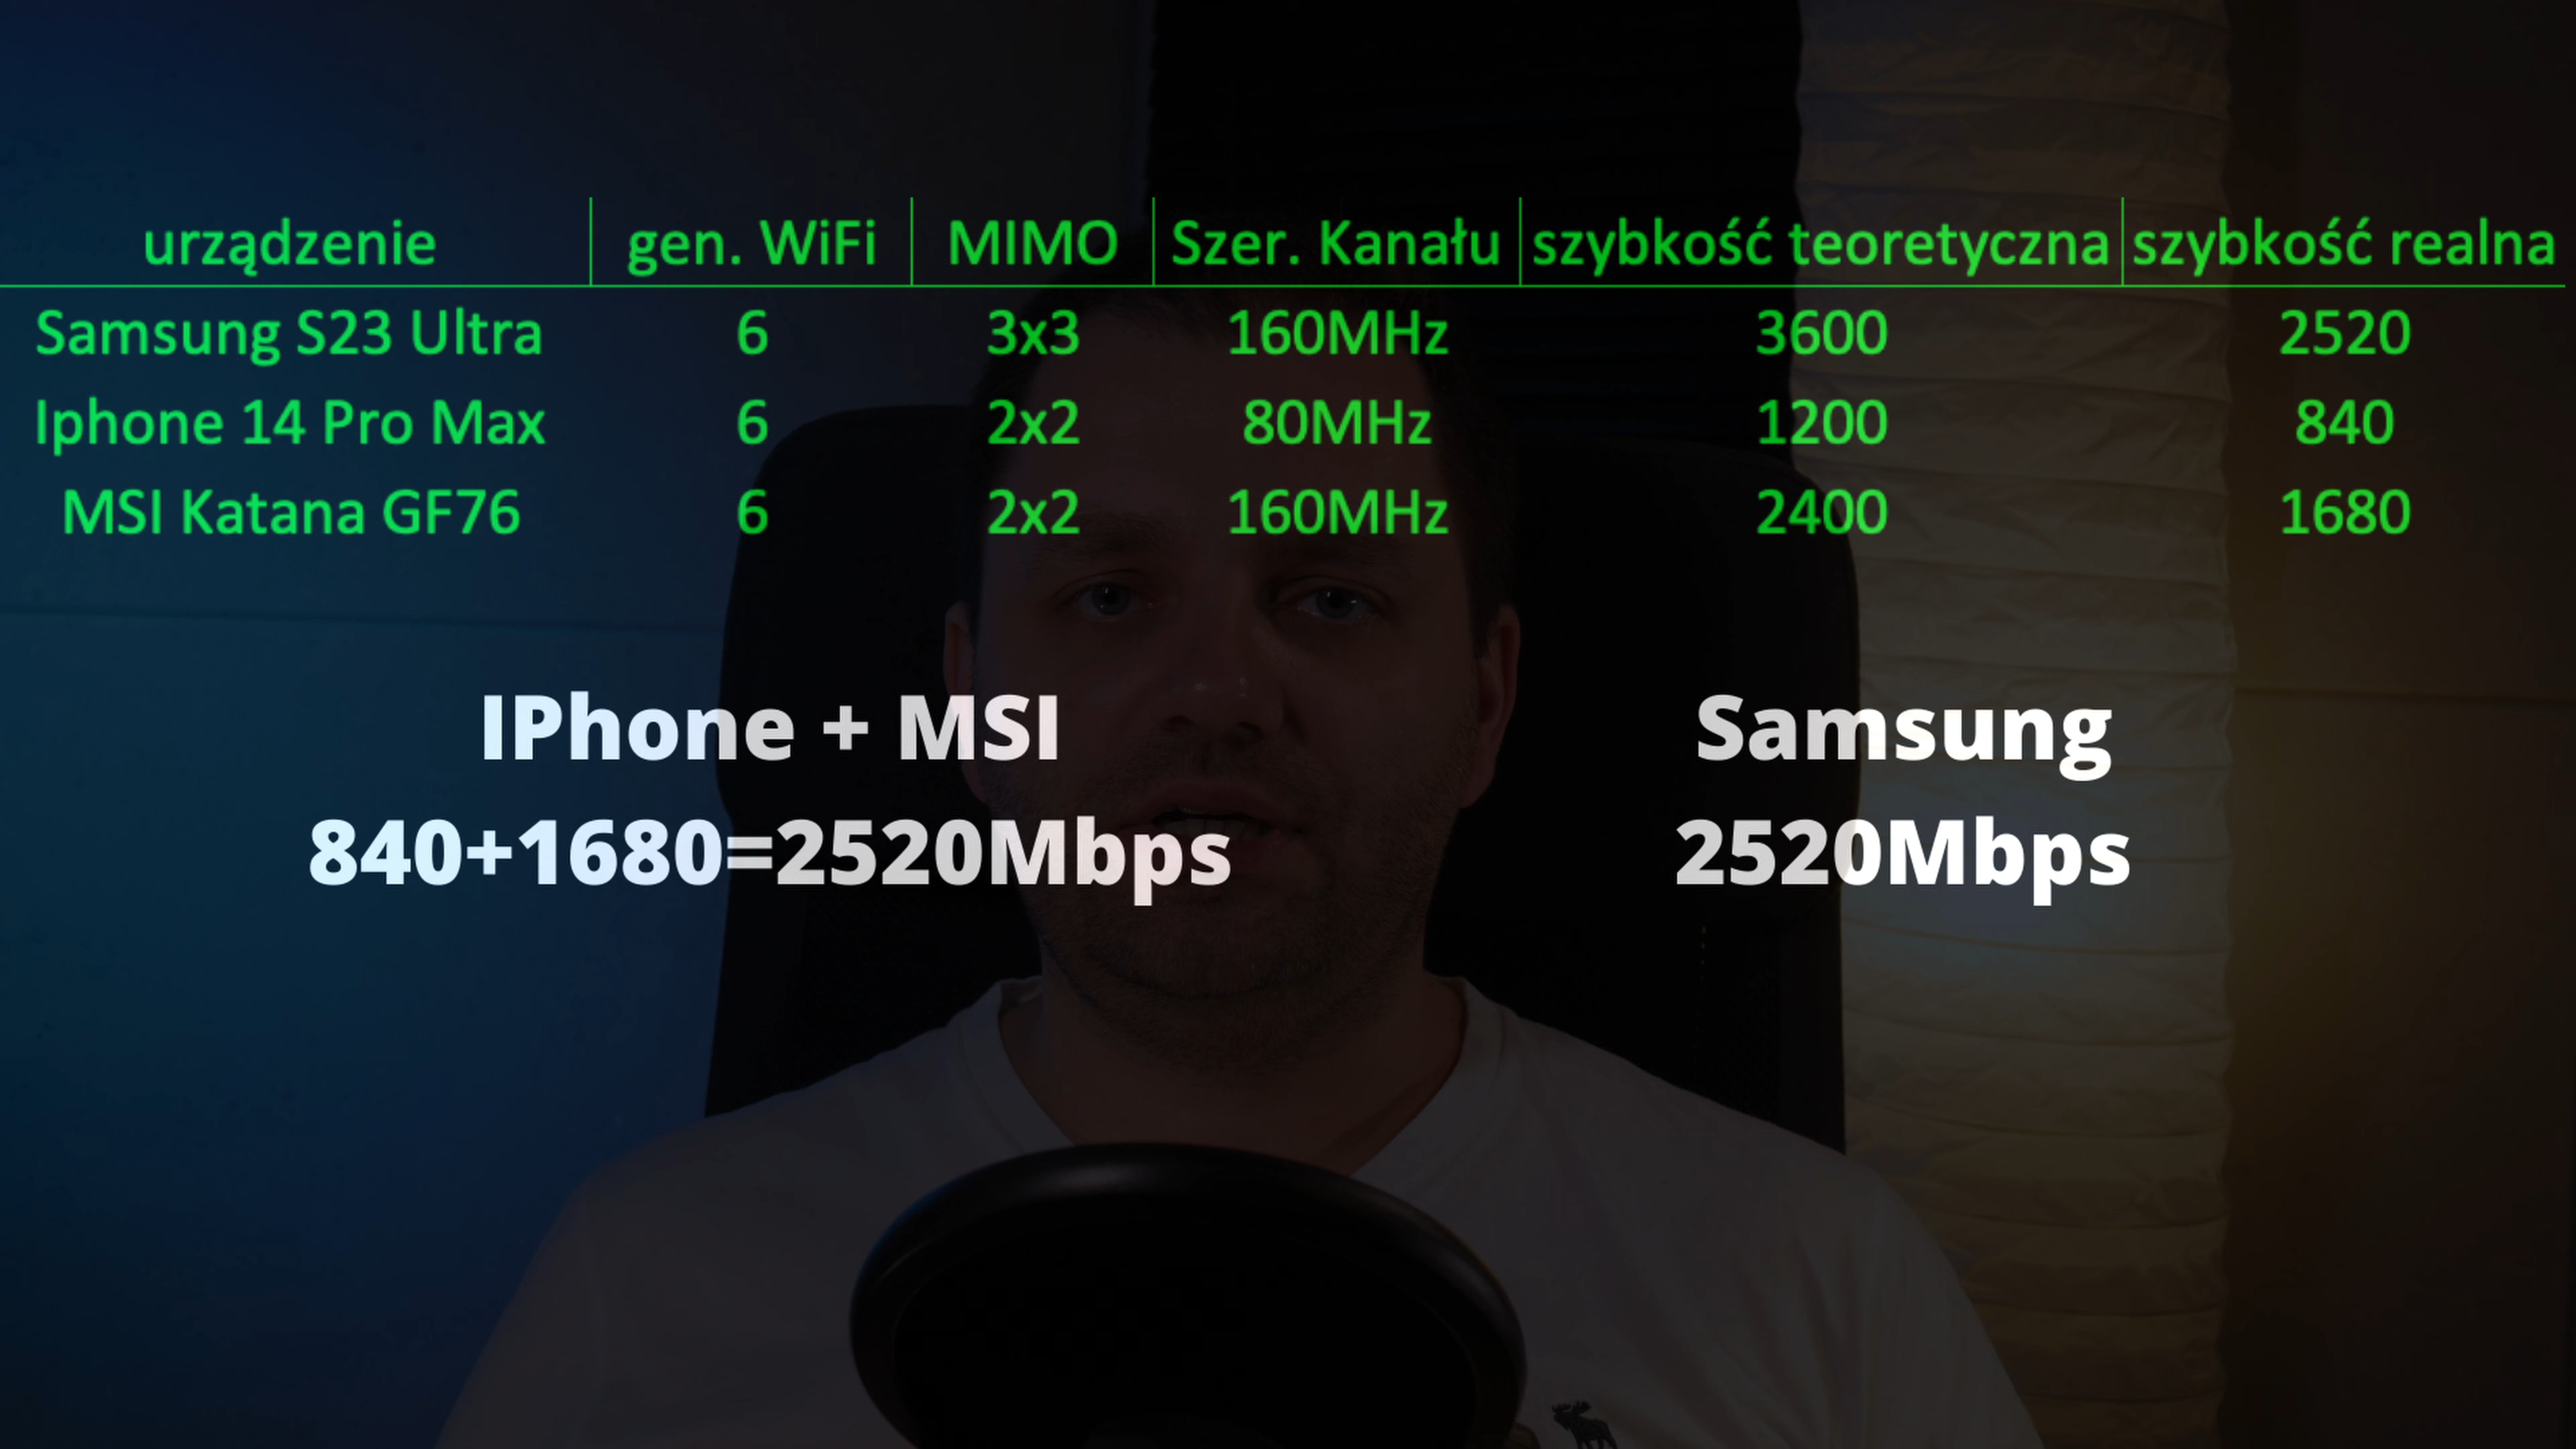 urządzenie gen. WiFi MIMO Szer. Kanału szybkość teoretyczna szybkość realna
Samsung S23 Ultra 6 3x3 160MHz 3600 2520
Iphone 14 Pro Max 6 2x2 80MHz 1200 840
MSI Katana GF76 6 2x2 160MHz 2400 1680
IPhone + MSI Samsung
840+1680=2520Mbps 2520Mbps